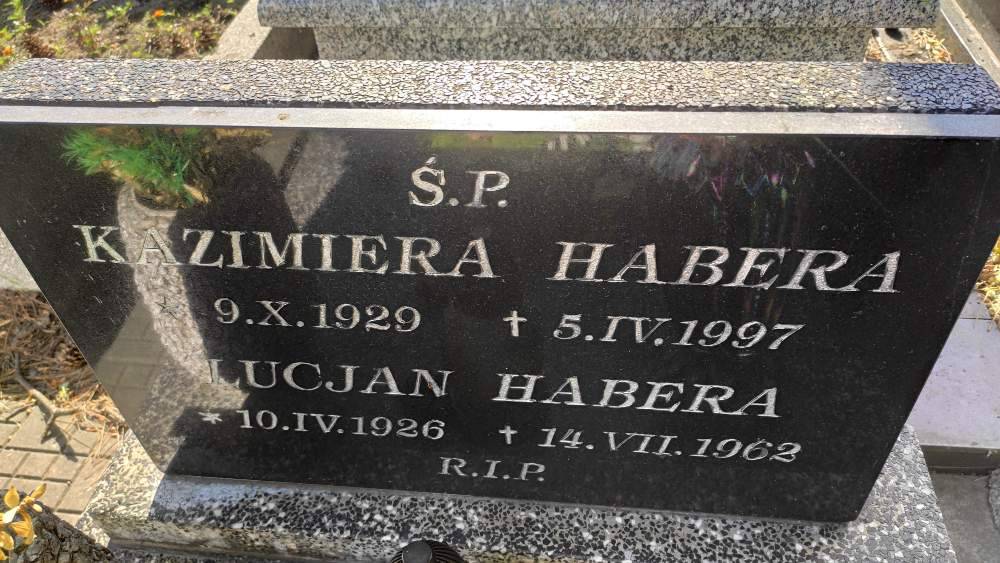 Ś.P.
KAZIMIERA HABERA
* 9.X.1929 ✝ 5.IV.1997
LUCJAN HABERA
* 10.IV.1926 ✝ 14.VII.1962
R.I.P.